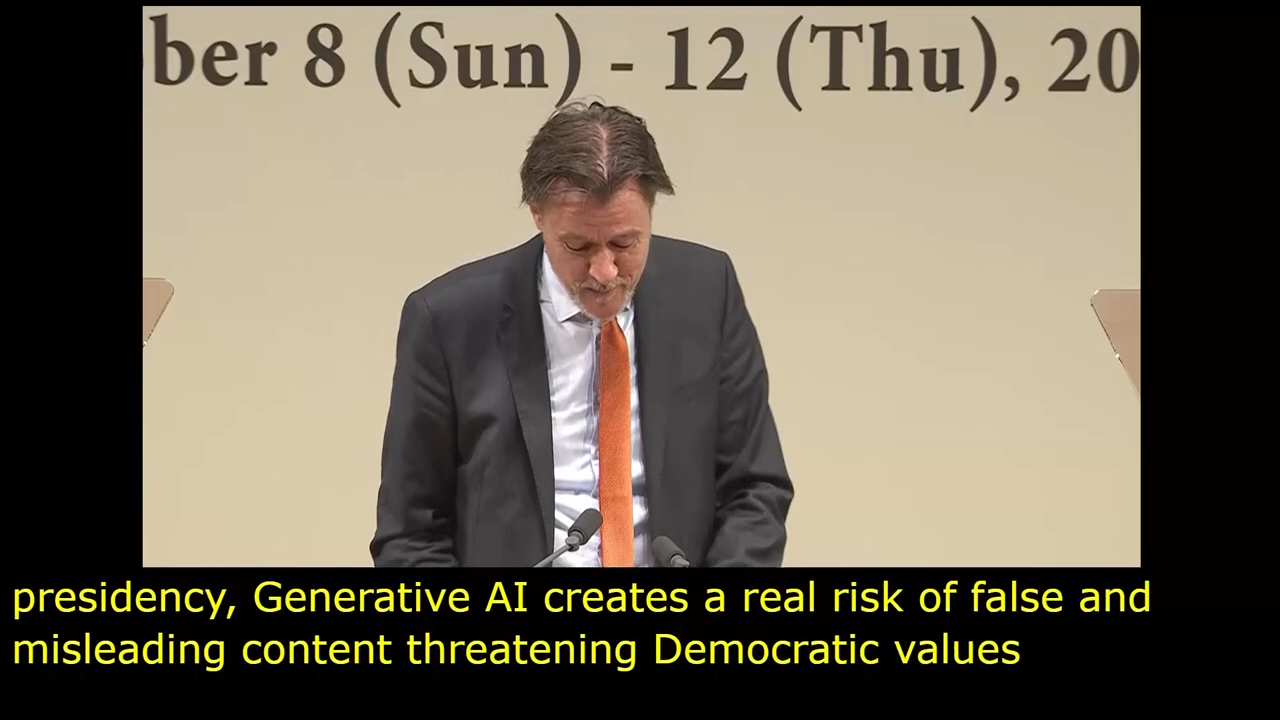 ber 8 (Sun) - 12 (Thu), 20
presidency, Generative AI creates a real risk of false and
misleading content threatening Democratic values